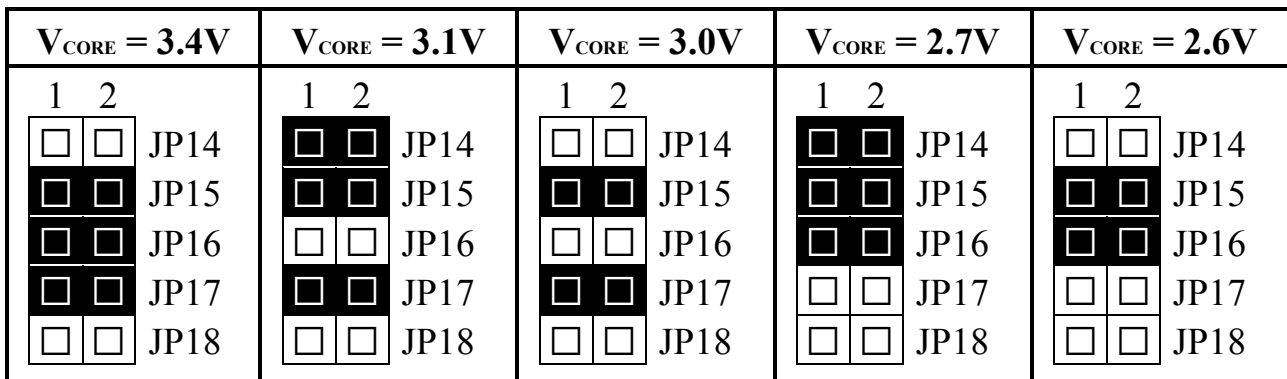 VCORE = 3.4V VCORE = 3.1V VCORE = 3.0V VCORE = 2.7V VCORE = 2.6V
1 2 1 2 1 2 1 2 1 2
JP14 JP14 JP14 JP14 JP14
JP15 JP15 JP15 JP15 JP15
JP16 JP16 JP16 JP16 JP16
JP17 JP17 JP17 JP17 JP17
JP18 JP18 JP18 JP18 JP18